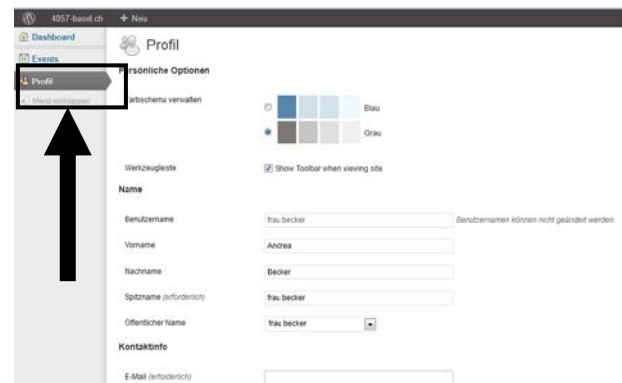 4057-basel.ch + Neu
Dashboard
Events
Profil
Menü einklappen
Profil
Persönliche Optionen
Farbschema verwalten
Blau
Grau
Werkzeugleiste
Show Toolbar when viewing site
Name
Benutzername
frau becker
Benutzernamen können nicht geändert werden.
Vorname
Andrea
Nachname
Becker
Spitzname (erforderlich)
frau becker
Öffentlicher Name
frau becker
Kontaktinfo
E-Mail (erforderlich)